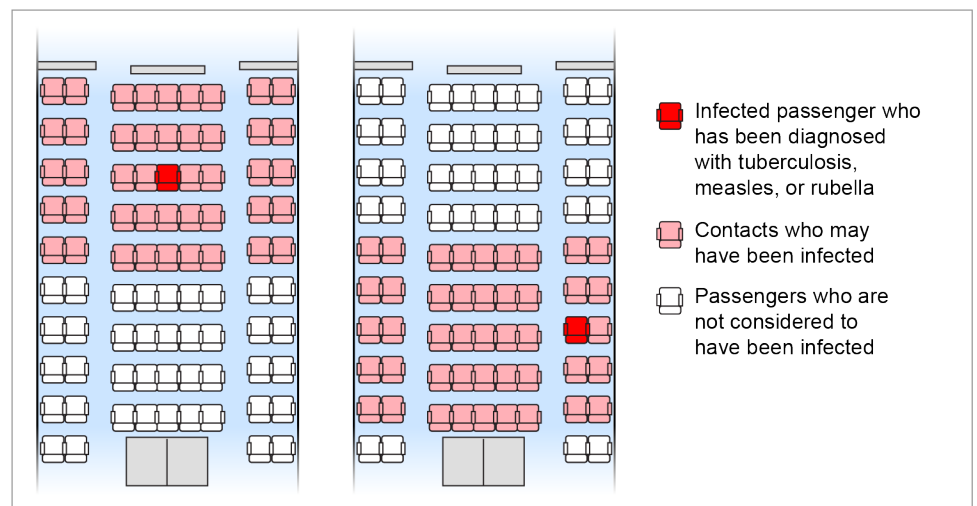 Infected passenger who
has been diagnosed
with tuberculosis,
measles, or rubella
Contacts who may
have been infected
Passengers who are
not considered to
have been infected